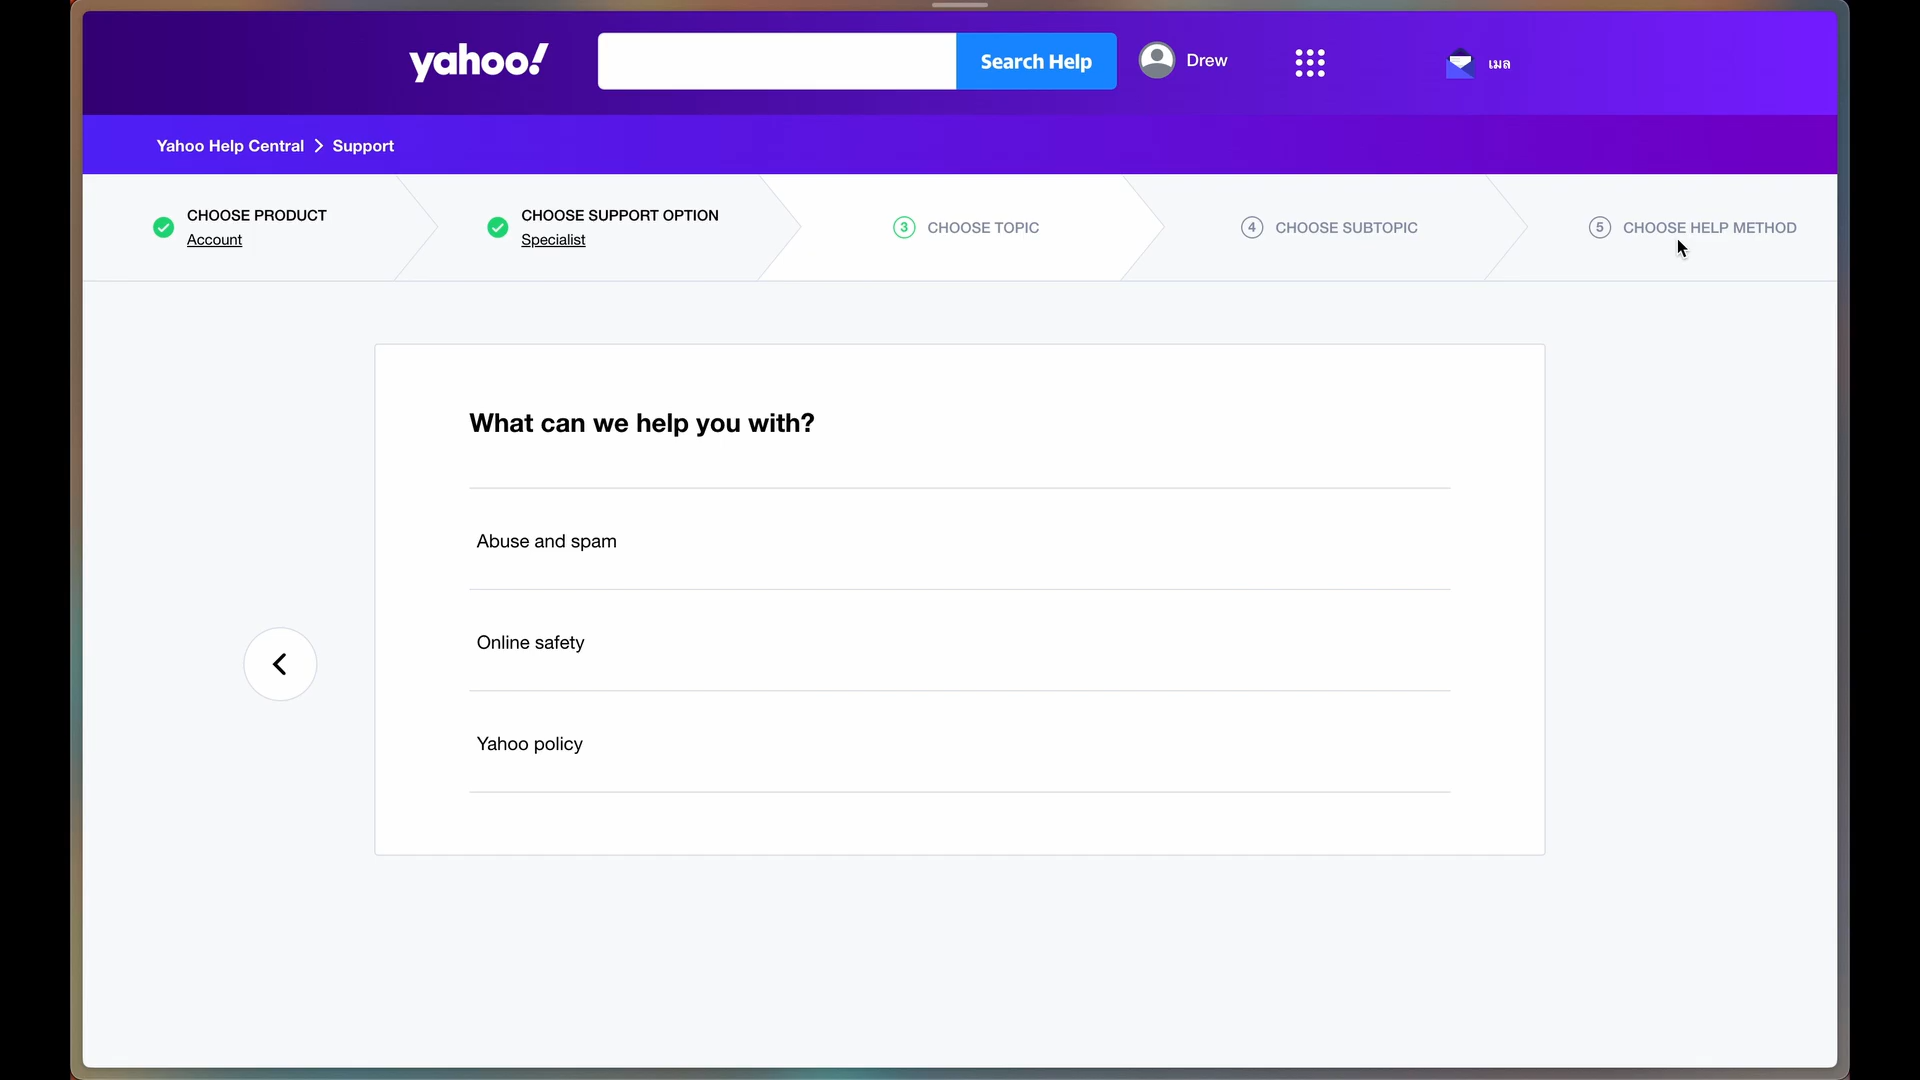 yahoo!
Search Help
Drew
เมล
Yahoo Help Central > Support
CHOOSE PRODUCT
Account
CHOOSE SUPPORT OPTION
Specialist
3 CHOOSE TOPIC
4 CHOOSE SUBTOPIC
5 CHOOSE HELP METHOD
What can we help you with?
Abuse and spam
Online safety
Yahoo policy